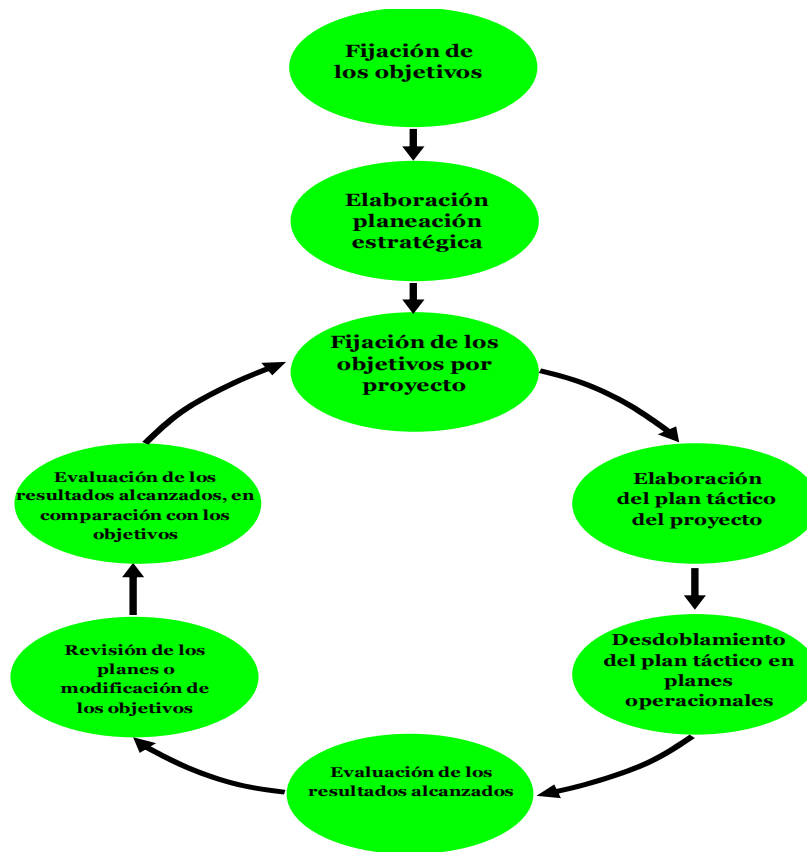 Fijación de
los objetivos
Elaboración
planeación
estratégica
Fijación de los
objetivos por
proyecto
Elaboración
del plan táctico
del proyecto
Desdoblamiento
del plan táctico en
planes
operacionales
Evaluación de los
resultados alcanzados
Revisión de los
planes o
modificación de
los objetivos
Evaluación de los
resultados alcanzados, en
comparación con los
objetivos